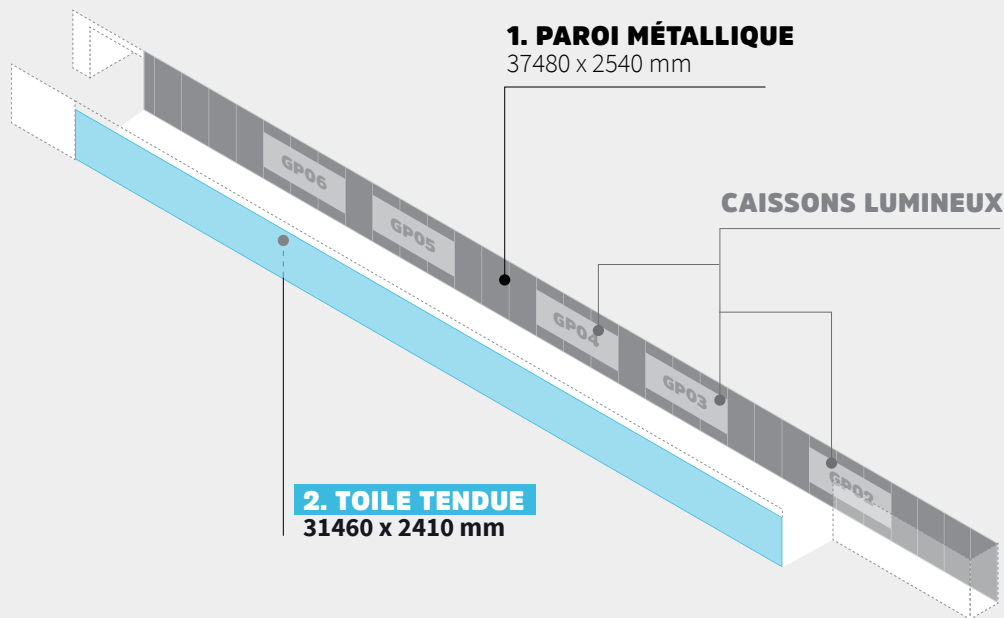 1. PAROI MÉTALLIQUE
37480 x 2540 mm
GP06
CAISSONS LUMINEUX
GP05
GP04
GP03
GP02
2. TOILE TENDUE
31460 x 2410 mm